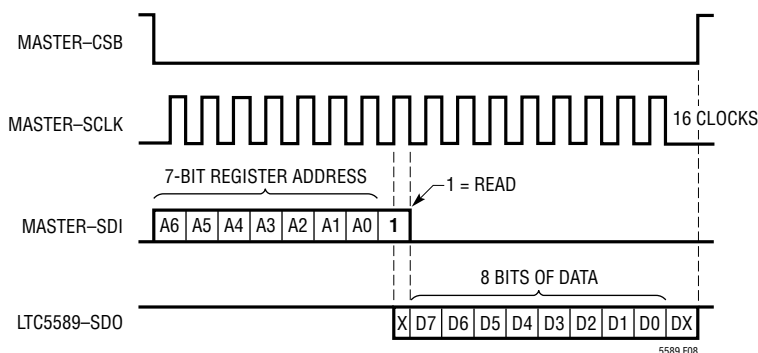 MASTER–CSB
MASTER–SCLK
16 CLOCKS
7-BIT REGISTER ADDRESS
1 = READ
MASTER–SDI
A6 A5 A4 A3 A2 A1 A0 1
8 BITS OF DATA
LTC5589–SDO
X D7 D6 D5 D4 D3 D2 D1 D0 DX
5589 F08